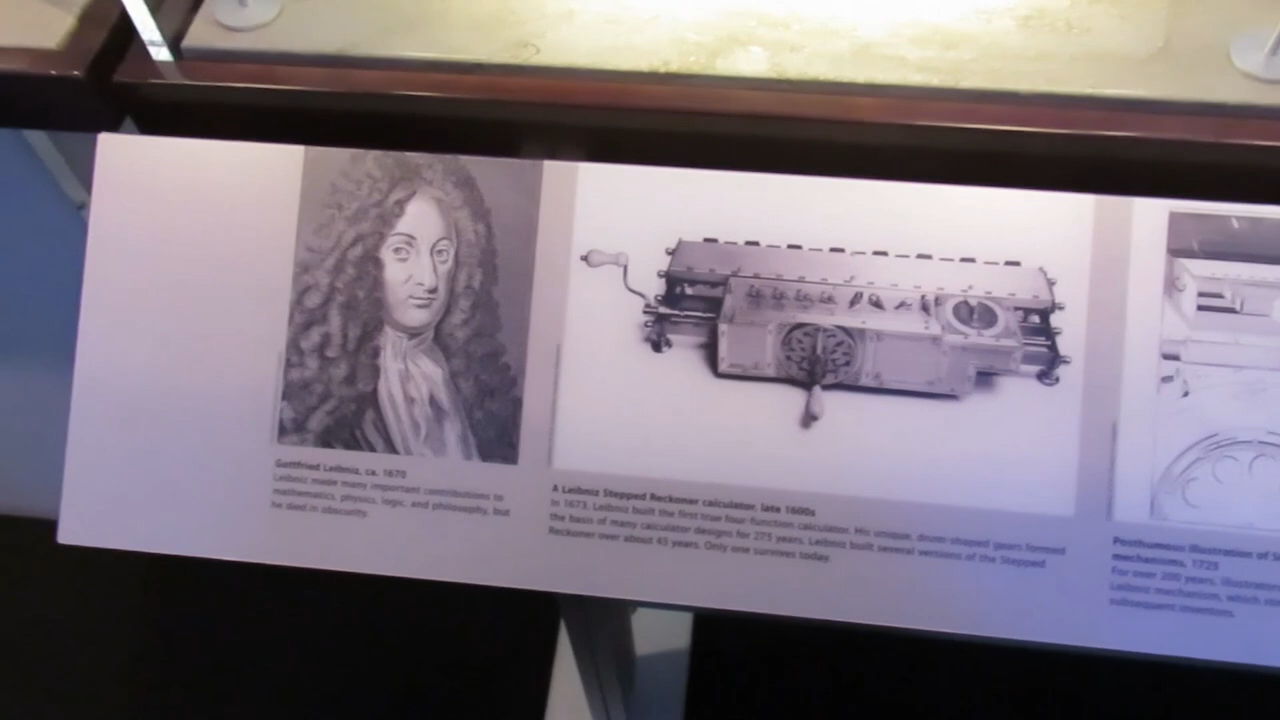 Gottfried Leibniz, ca. 1670
Leibniz made many important contributions to
mathematics, physics, logic, and philosophy, but
he died in obscurity.
A Leibniz Stepped Reckoner calculator, late 1600s
In 1673, Leibniz built the first true four-function calculator. His unique, drum-shaped gears formed
the basis of many calculator designs for 275 years. Leibniz built several versions of the Stepped
Reckoner over about 45 years. Only one survives today.
Posthumous illustration of
mechanisms, 1725
For over 200 years,
Leibniz mechanism, which
subsequent inventors.